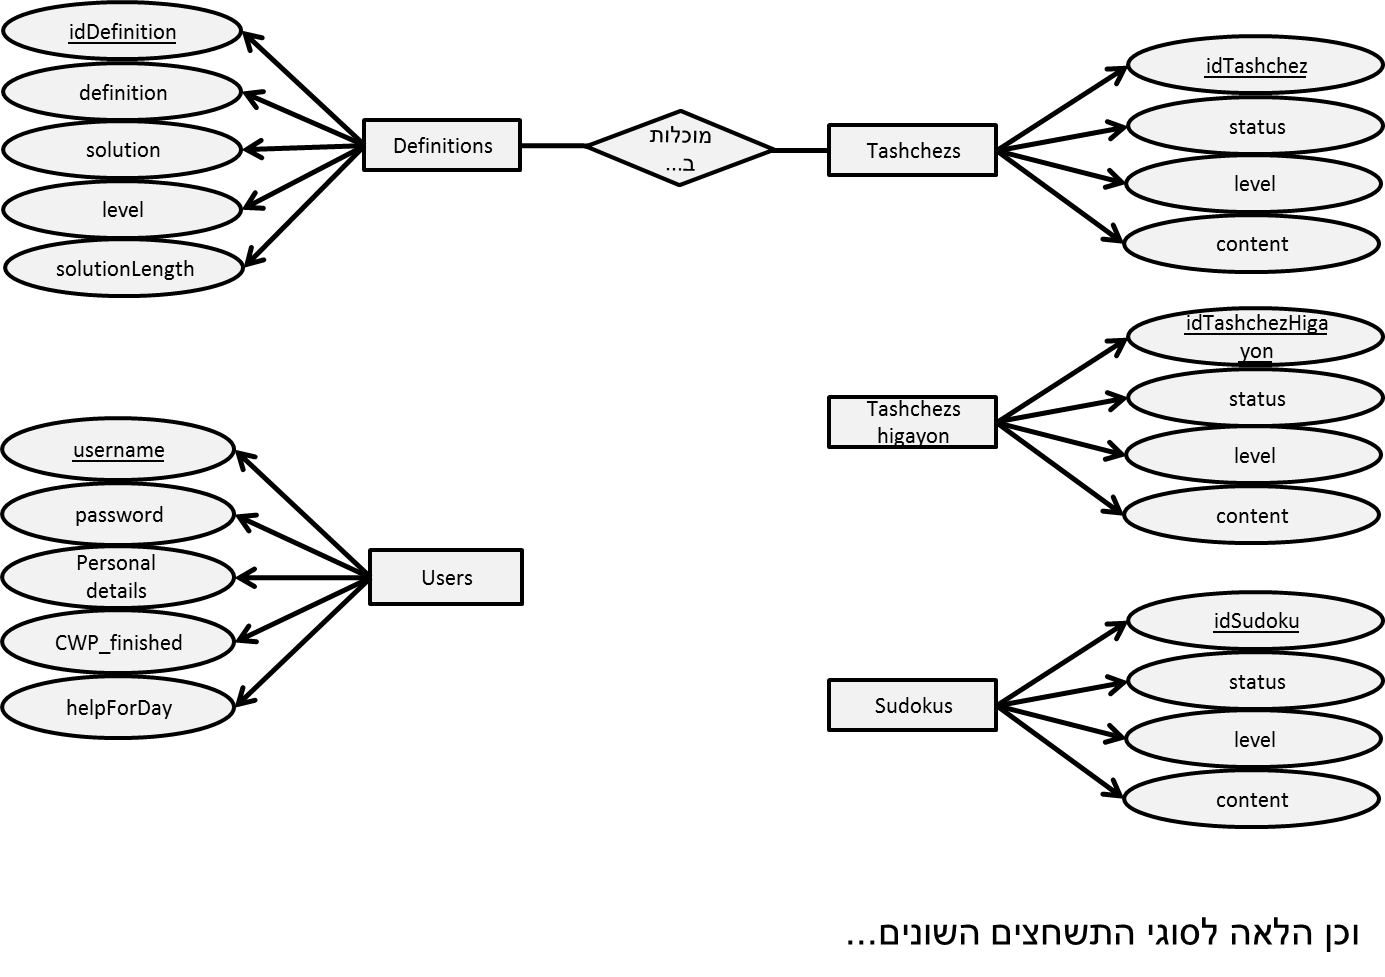 idDefinition
definition
solution
level
solutionLength
Definitions
מוכלות
ב...
Tashchezs
idTashchez
status
level
content
username
password
Personal
details
CWP_finished
helpForDay
Users
Tashchezs
higayon
idTashchezHiga
yon
status
level
content
Sudokus
idSudoku
status
level
content
וכן הלאה לסוגי התשחצים השונים...